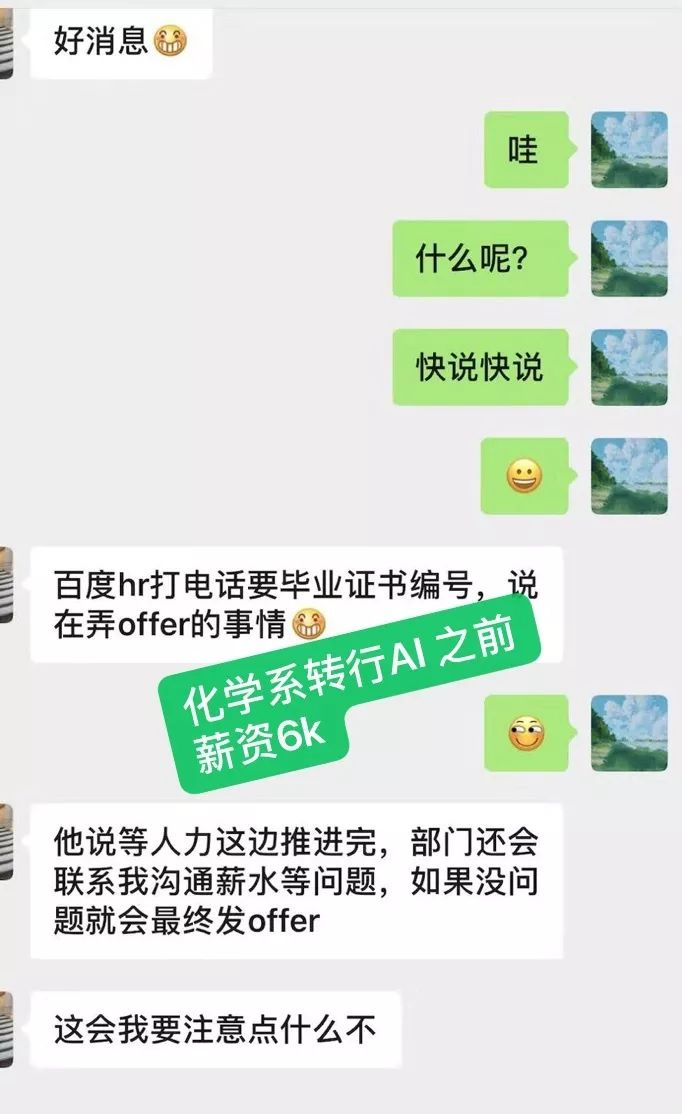 好消息😁
哇
什么呢?
快说快说
😀
百度hr打电话要毕业证书编号，说
在弄offer的事情😁
化学系转行AI 之前
薪资6k
他说等人力这边推进完，部门还会
联系我沟通薪水等问题，如果没问
题就会最终发offer
这会我要注意点什么不